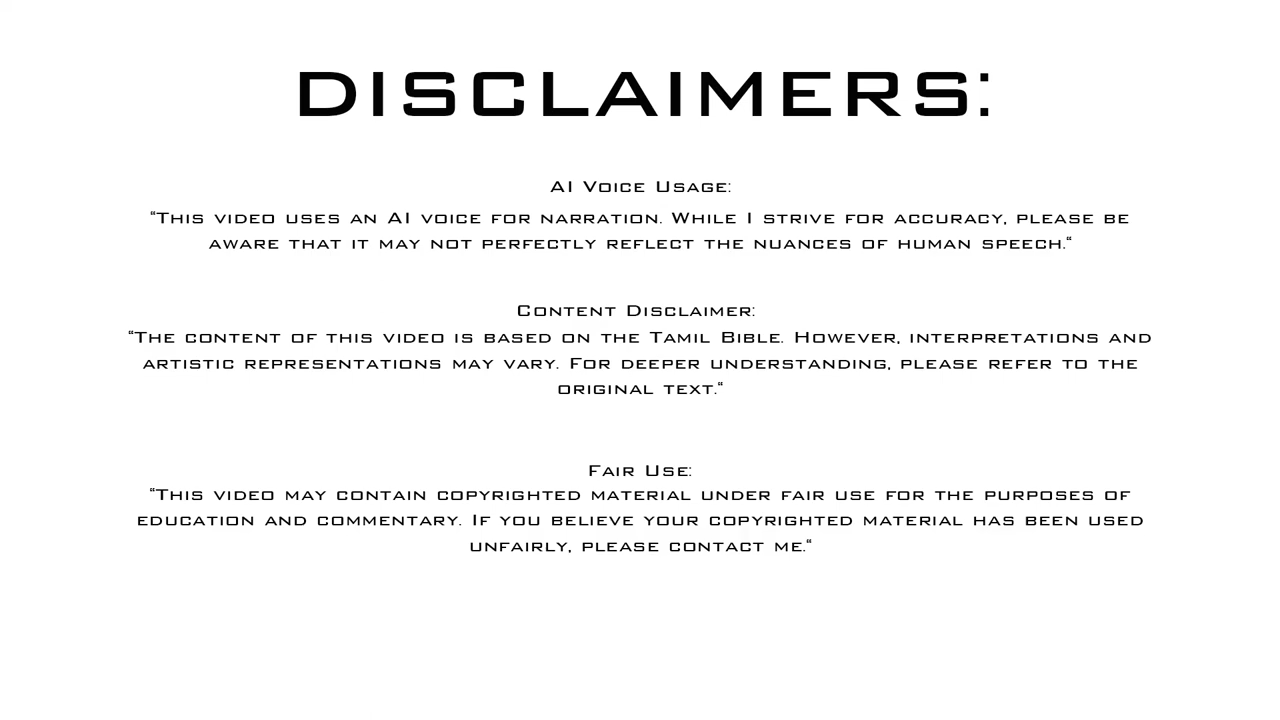 DISCLAIMERS:
AI Voice Usage:
“This video uses an AI voice for narration. While I strive for accuracy, please be
aware that it may not perfectly reflect the nuances of human speech.“
Content Disclaimer:
“The content of this video is based on the Tamil Bible. However, interpretations and
artistic representations may vary. For deeper understanding, please refer to the
original text.“
Fair Use:
“This video may contain copyrighted material under fair use for the purposes of
education and commentary. If you believe your copyrighted material has been used
unfairly, please contact me.“